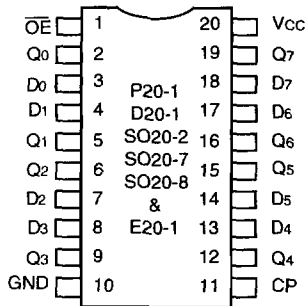 OE 1 20 Vcc
Q0 2 19 Q7
D0 3 P20-1 18 D7
D1 4 D20-1 17 D6
Q1 5 SO20-2 16 Q6
Q2 6 SO20-7 15 Q5
D2 7 SO20-8 14 D5
D3 8 & 13 D4
Q3 9 E20-1 12 Q4
GND 10 11 CP